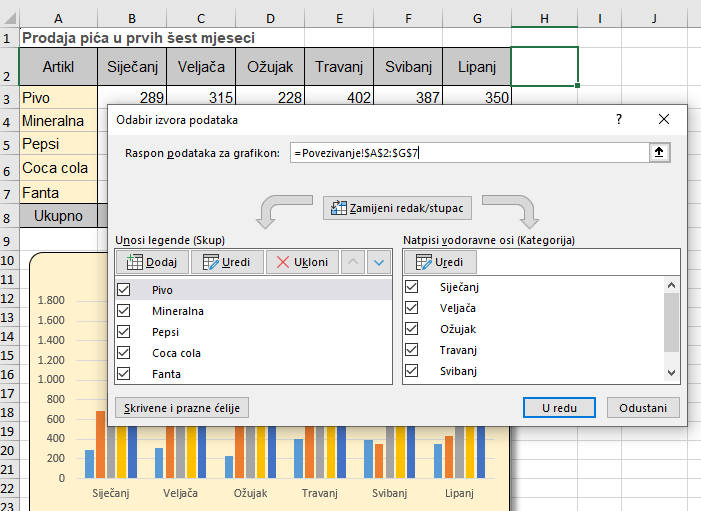 A B C D E F G H I J K
1 Prodaja pića u prvih šest mjeseci
2 Artikl Siječanj Veljača Ožujak Travanj Svibanj Lipanj
3 Pivo 289 315 228 402 387 350
4 Mineralna
5 Pepsi
6 Coca cola
7 Fanta
8 Ukupno
9
10
11
12
13
14
15
16
17
18
19
20
21
22
23
Odabir izvora podataka ? ×
Raspon podataka za grafikon: =Povezivanje!$A$2:$G$7
Zamijeni redak/stupac
Unosi legende (Skup)
Dodaj Uredi Ukloni
Pivo
Mineralna
Pepsi
Coca cola
Fanta
Natpisi vodoravne osi (Kategorija)
Uredi
Siječanj
Veljača
Ožujak
Travanj
Svibanj
Skrivene i prazne ćelije U redu Odustani
1.800
1.600
1.400
1.200
1.000
800
600
400
200
0
Siječanj Veljača Ožujak Travanj Svibanj Lipanj